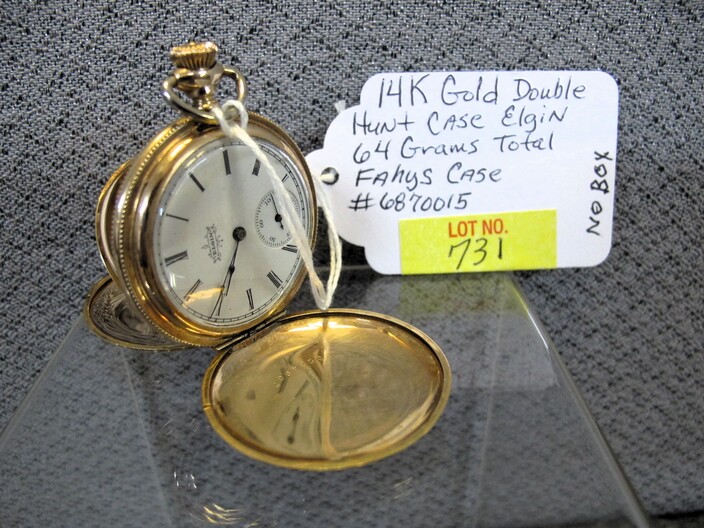 14K Gold Double
Hunt Case Elgin
64 Grams Total
Fahys Case
#6870015
NO BOX
LOT NO.
731